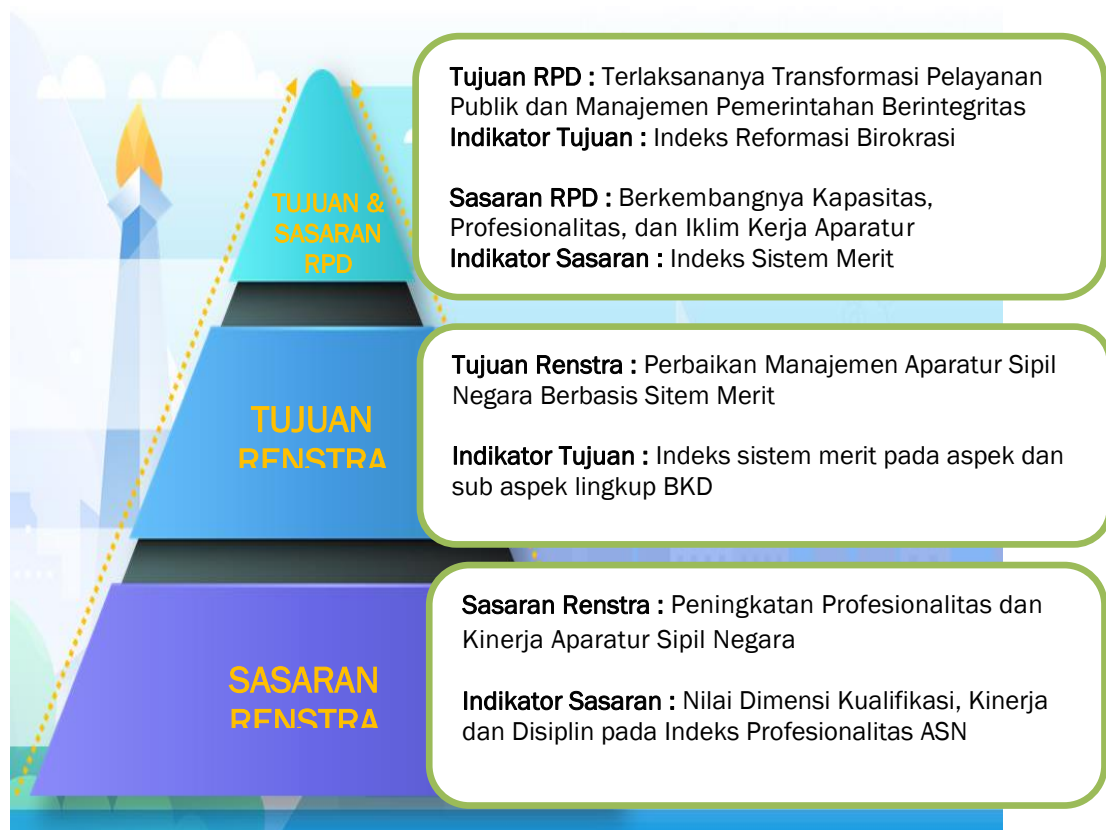 TUJUAN &
SASARAN
RPD
Tujuan RPD : Terlaksananya Transformasi Pelayanan
Publik dan Manajemen Pemerintahan Berintegritas
Indikator Tujuan : Indeks Reformasi Birokrasi
Sasaran RPD : Berkembangnya Kapasitas,
Profesionalitas, dan Iklim Kerja Aparatur
Indikator Sasaran : Indeks Sistem Merit
TUJUAN
RENSTRA
Tujuan Renstra : Perbaikan Manajemen Aparatur Sipil
Negara Berbasis Sitem Merit
Indikator Tujuan : Indeks sistem merit pada aspek dan
sub aspek lingkup BKD
SASARAN
RENSTRA
Sasaran Renstra : Peningkatan Profesionalitas dan
Kinerja Aparatur Sipil Negara
Indikator Sasaran : Nilai Dimensi Kualifikasi, Kinerja
dan Disiplin pada Indeks Profesionalitas ASN